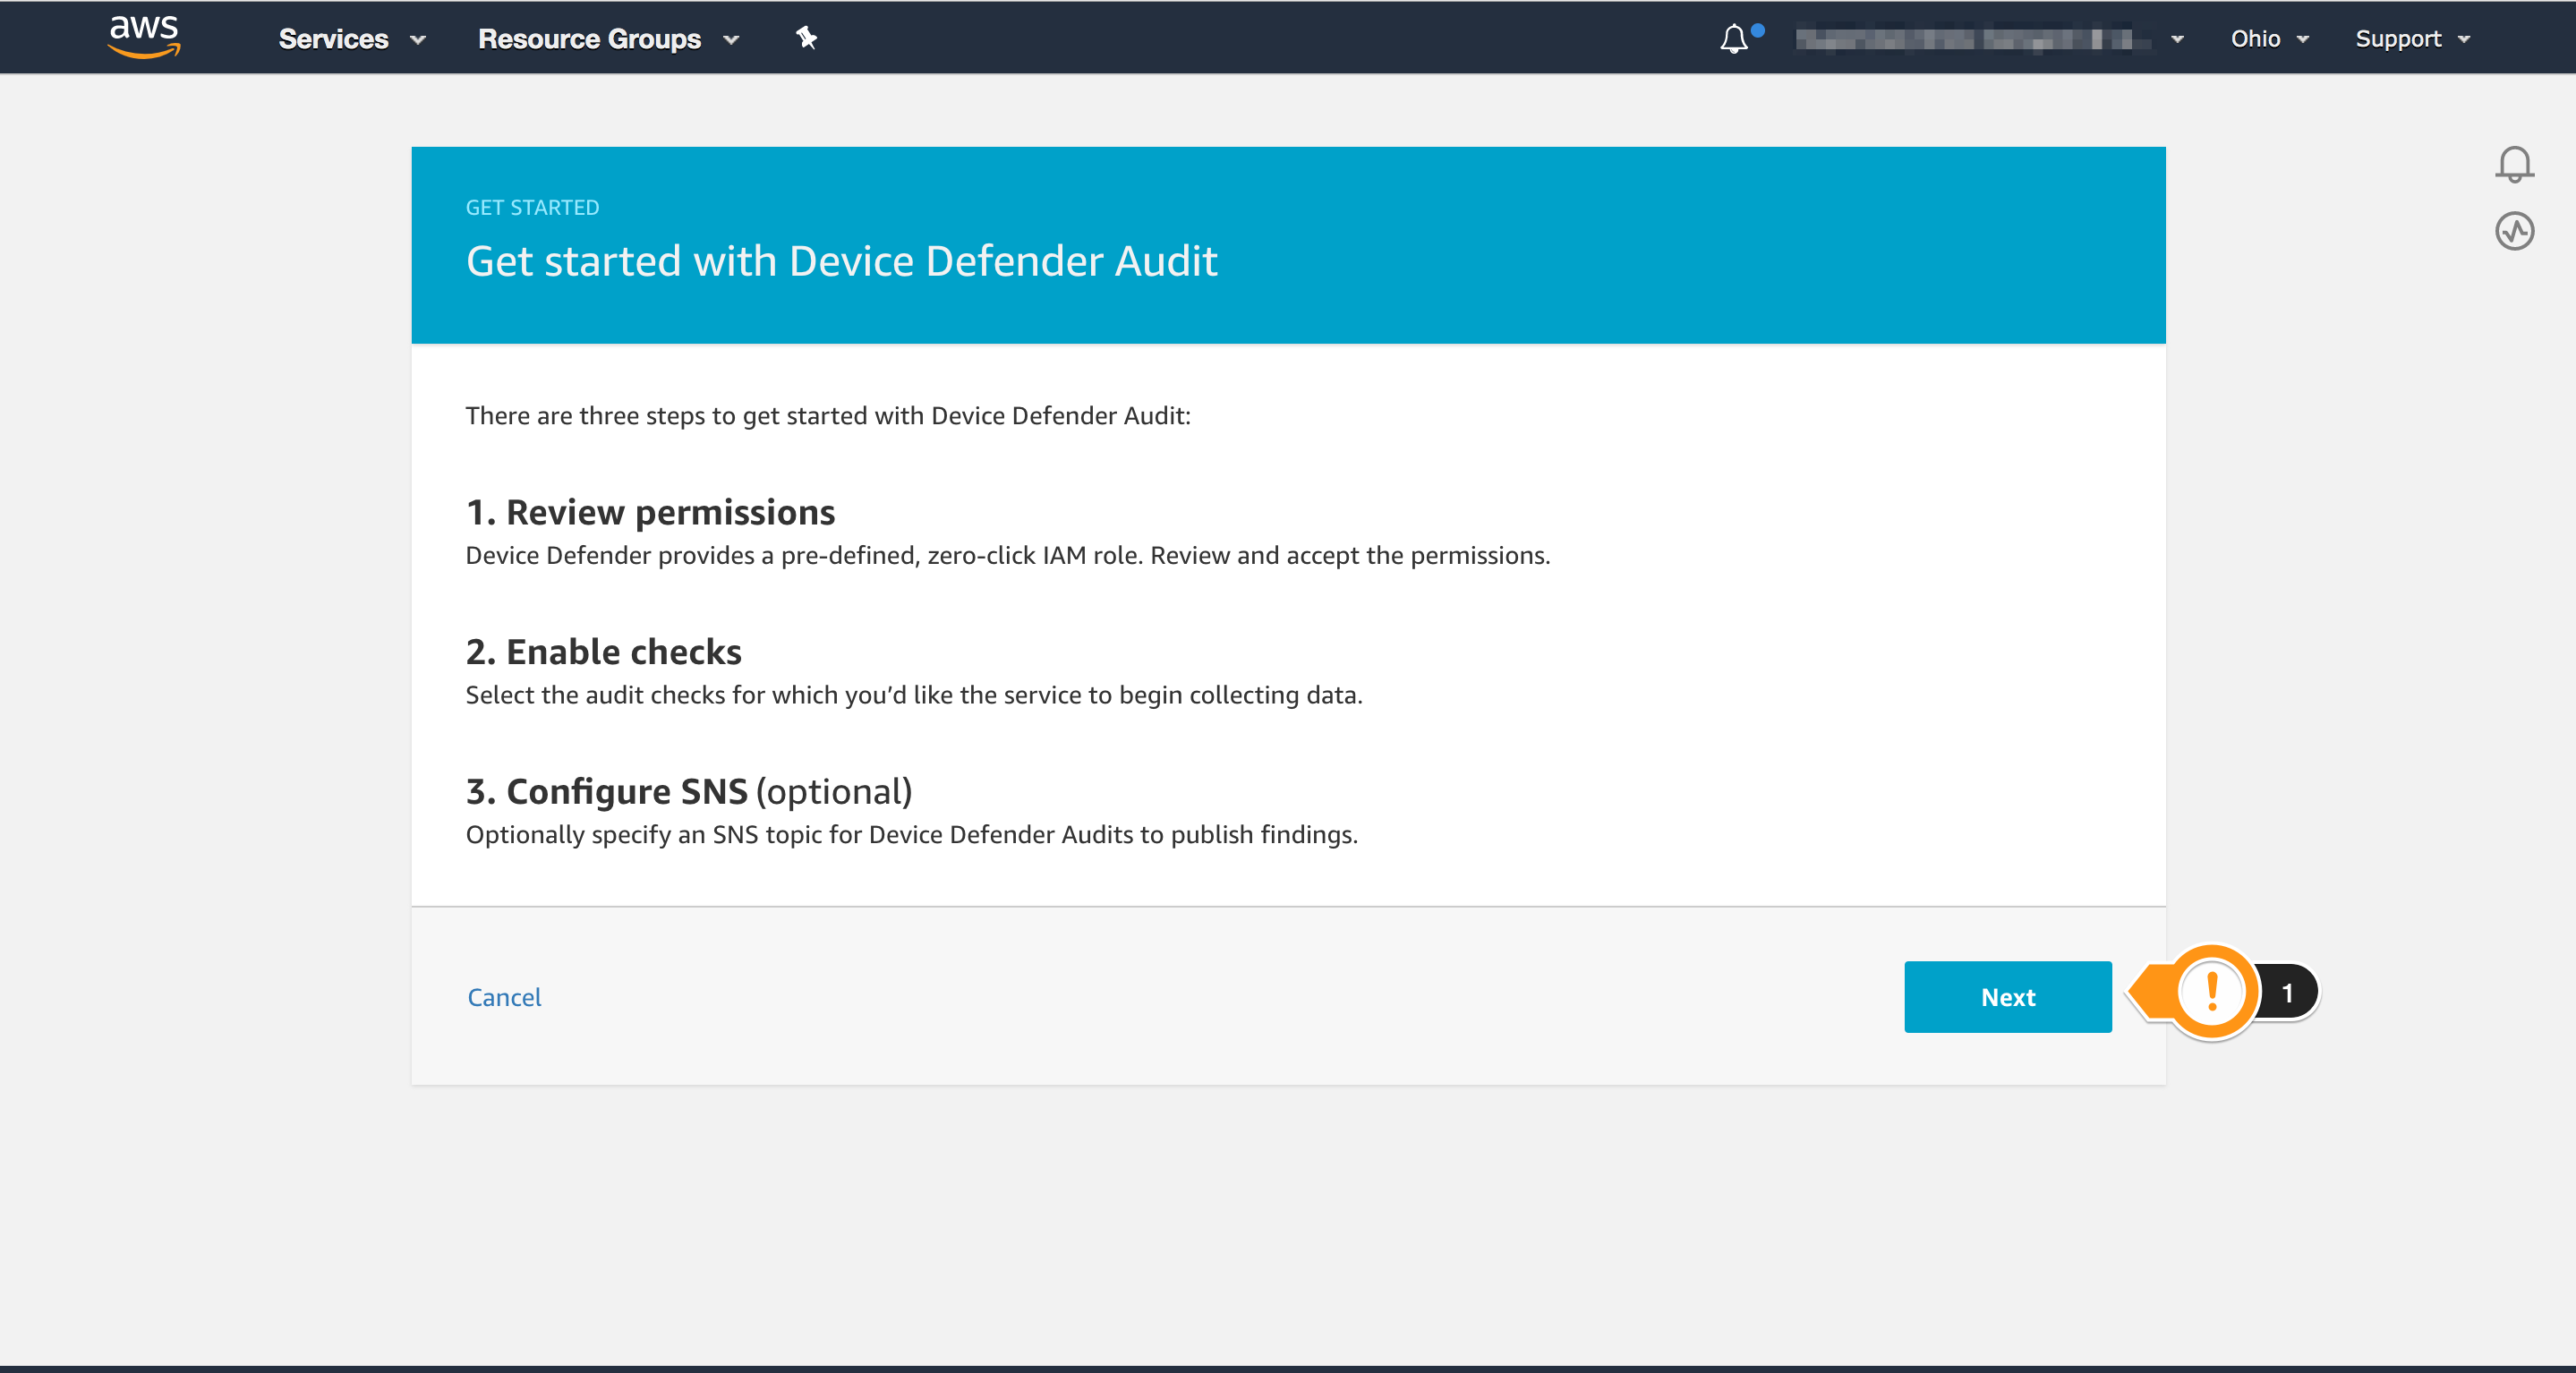 aws
Services
Resource Groups
Ohio
Support
GET STARTED
Get started with Device Defender Audit
There are three steps to get started with Device Defender Audit:
1. Review permissions
Device Defender provides a pre-defined, zero-click IAM role. Review and accept the permissions.
2. Enable checks
Select the audit checks for which you’d like the service to begin collecting data.
3. Configure SNS (optional)
Optionally specify an SNS topic for Device Defender Audits to publish findings.
Cancel
Next
! 1